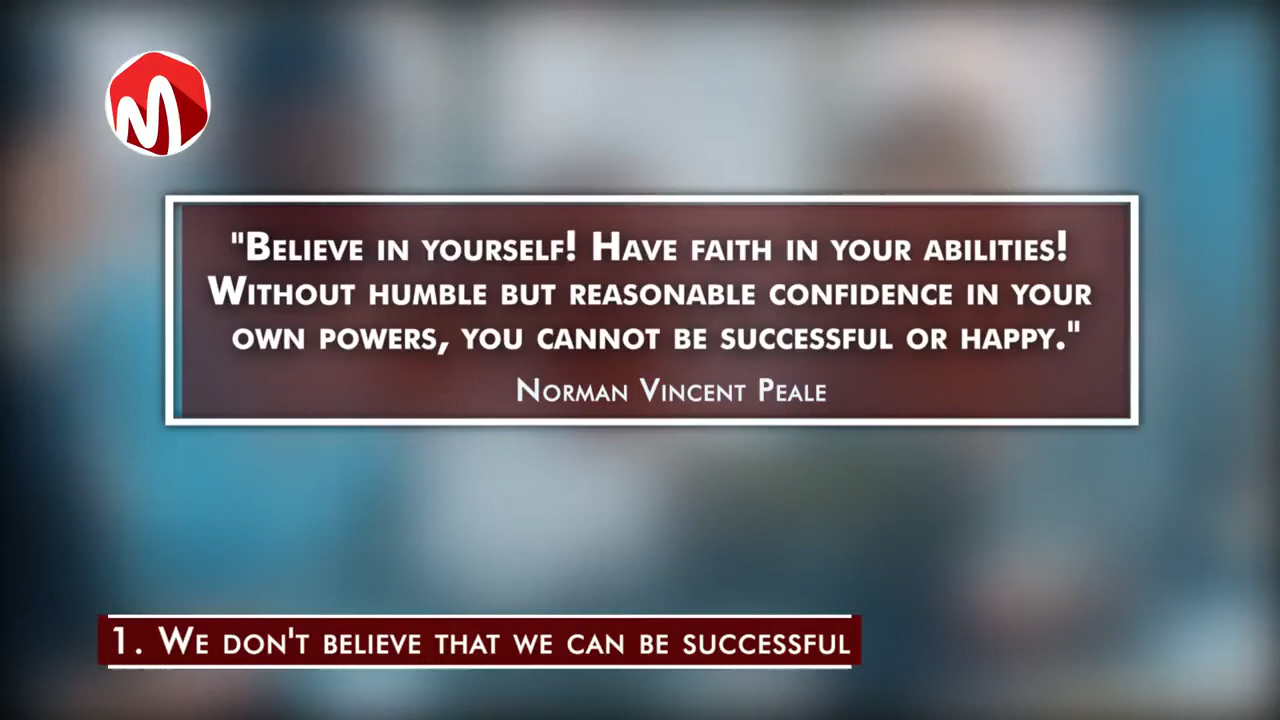 "Believe in yourself! Have faith in your abilities!
Without humble but reasonable confidence in your
own powers, you cannot be successful or happy."
Norman Vincent Peale
1. We don't believe that we can be successful